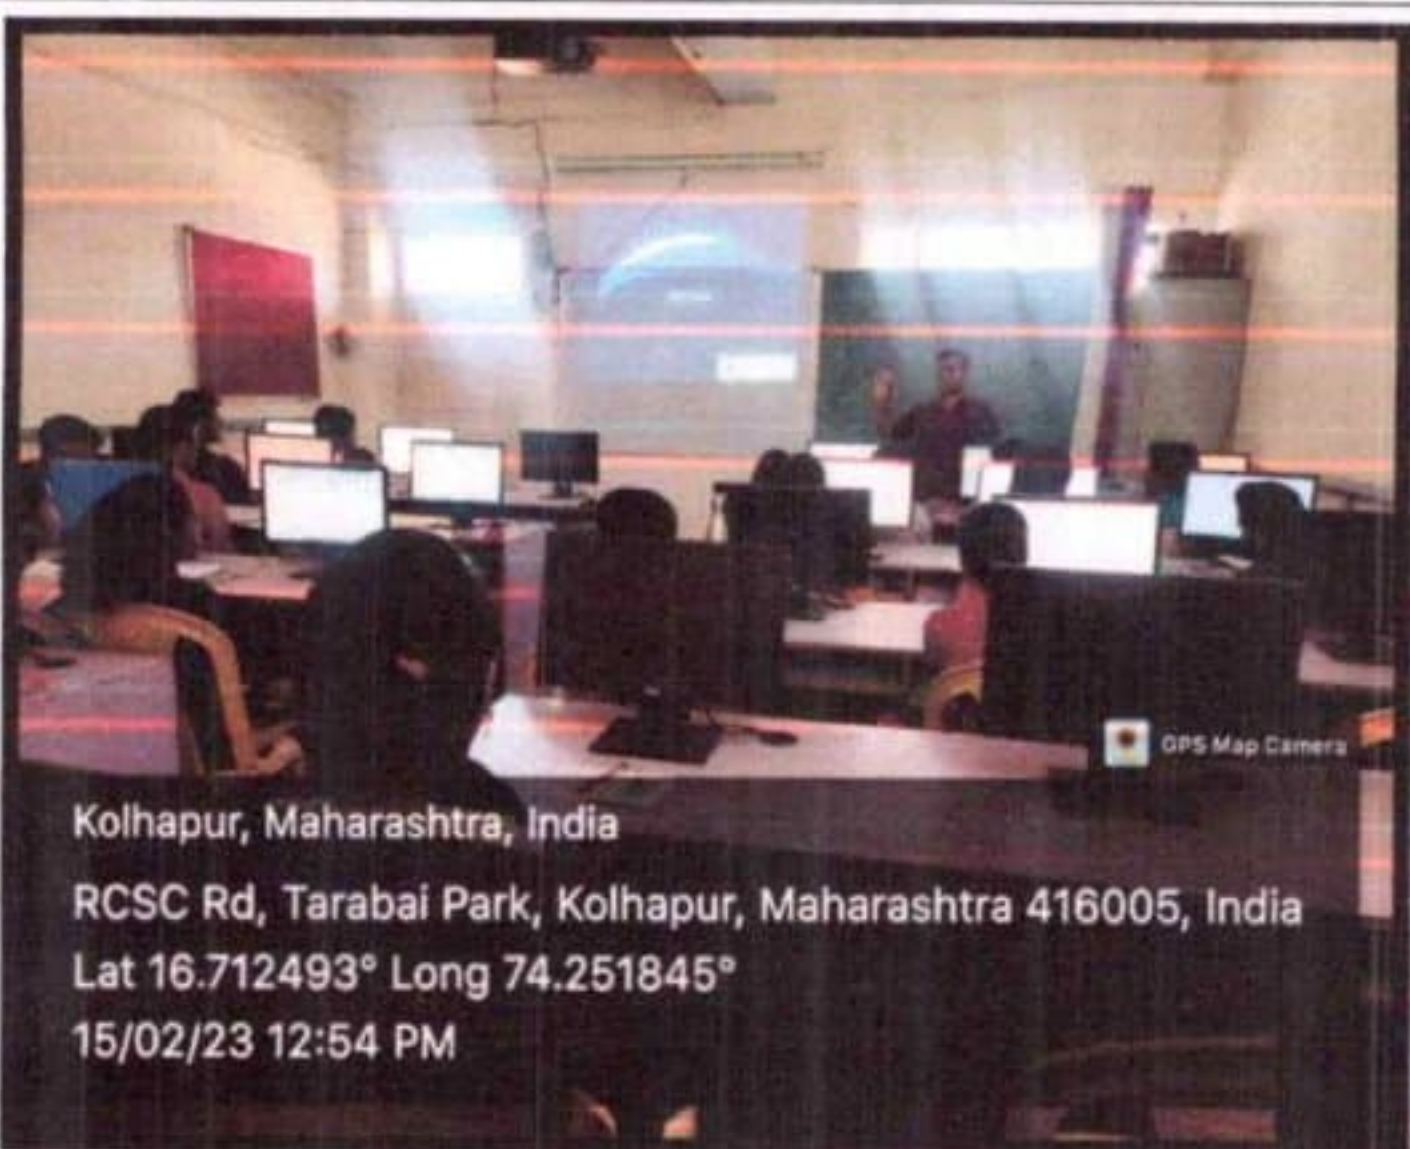 GPS Map Camera
Kolhapur, Maharashtra, India
RCSC Rd, Tarabai Park, Kolhapur, Maharashtra 416005, India
Lat 16.712493° Long 74.251845°
15/02/23 12:54 PM